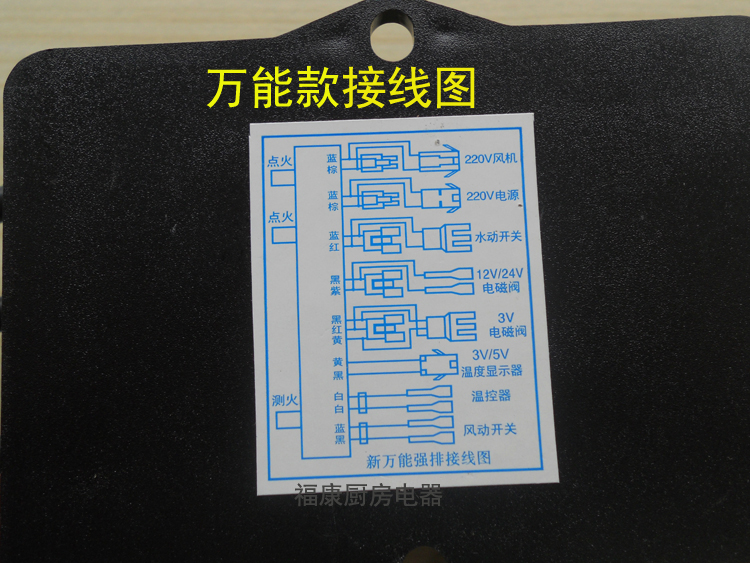 万能款接线图
点火
蓝
棕
220V风机
蓝
棕
220V电源
点火
蓝
红
水动开关
黑
紫
12V/24V
电磁阀
黑
红
黄
3V
电磁阀
黄
黑
3V/5V
温度显示器
测火
白
白
温控器
蓝
黑
风动开关
新万能强排接线图
福康厨房电器